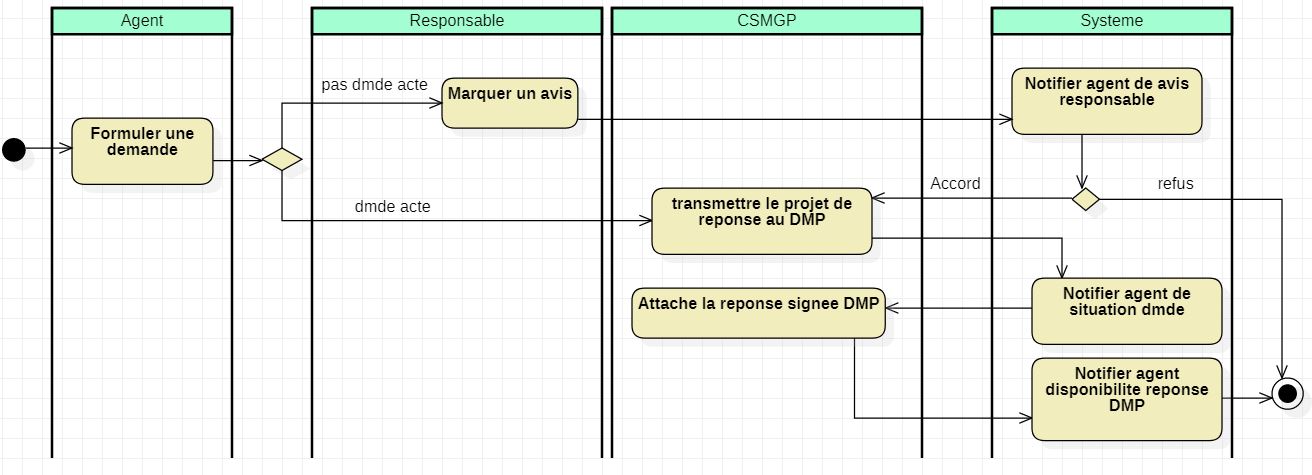 Agent
Responsable
CSMGP
Systeme
pas dmde acte
Marquer un avis
Notifier agent de avis
responsable
Formuler une
demande
Accord
refus
dmde acte
transmettre le projet de
reponse au DMP
Attache la reponse signee DMP
Notifier agent de
situation dmde
Notifier agent
disponibilite reponse
DMP